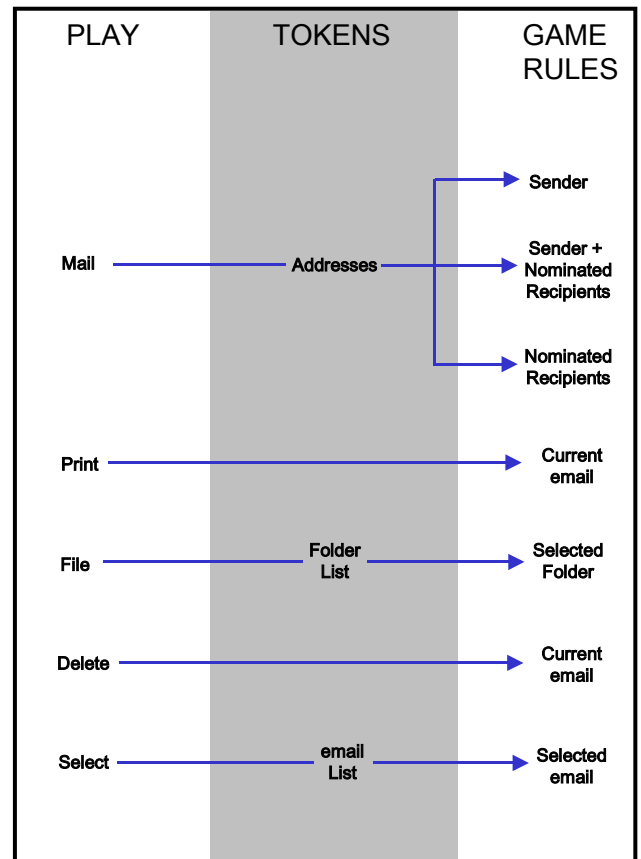 PLAY
TOKENS
GAME
RULES
Sender
Mail
Addresses
Sender +
Nominated
Recipients
Nominated
Recipients
Print
Current
email
File
Folder
List
Selected
Folder
Delete
Current
email
Select
email
List
Selected
email